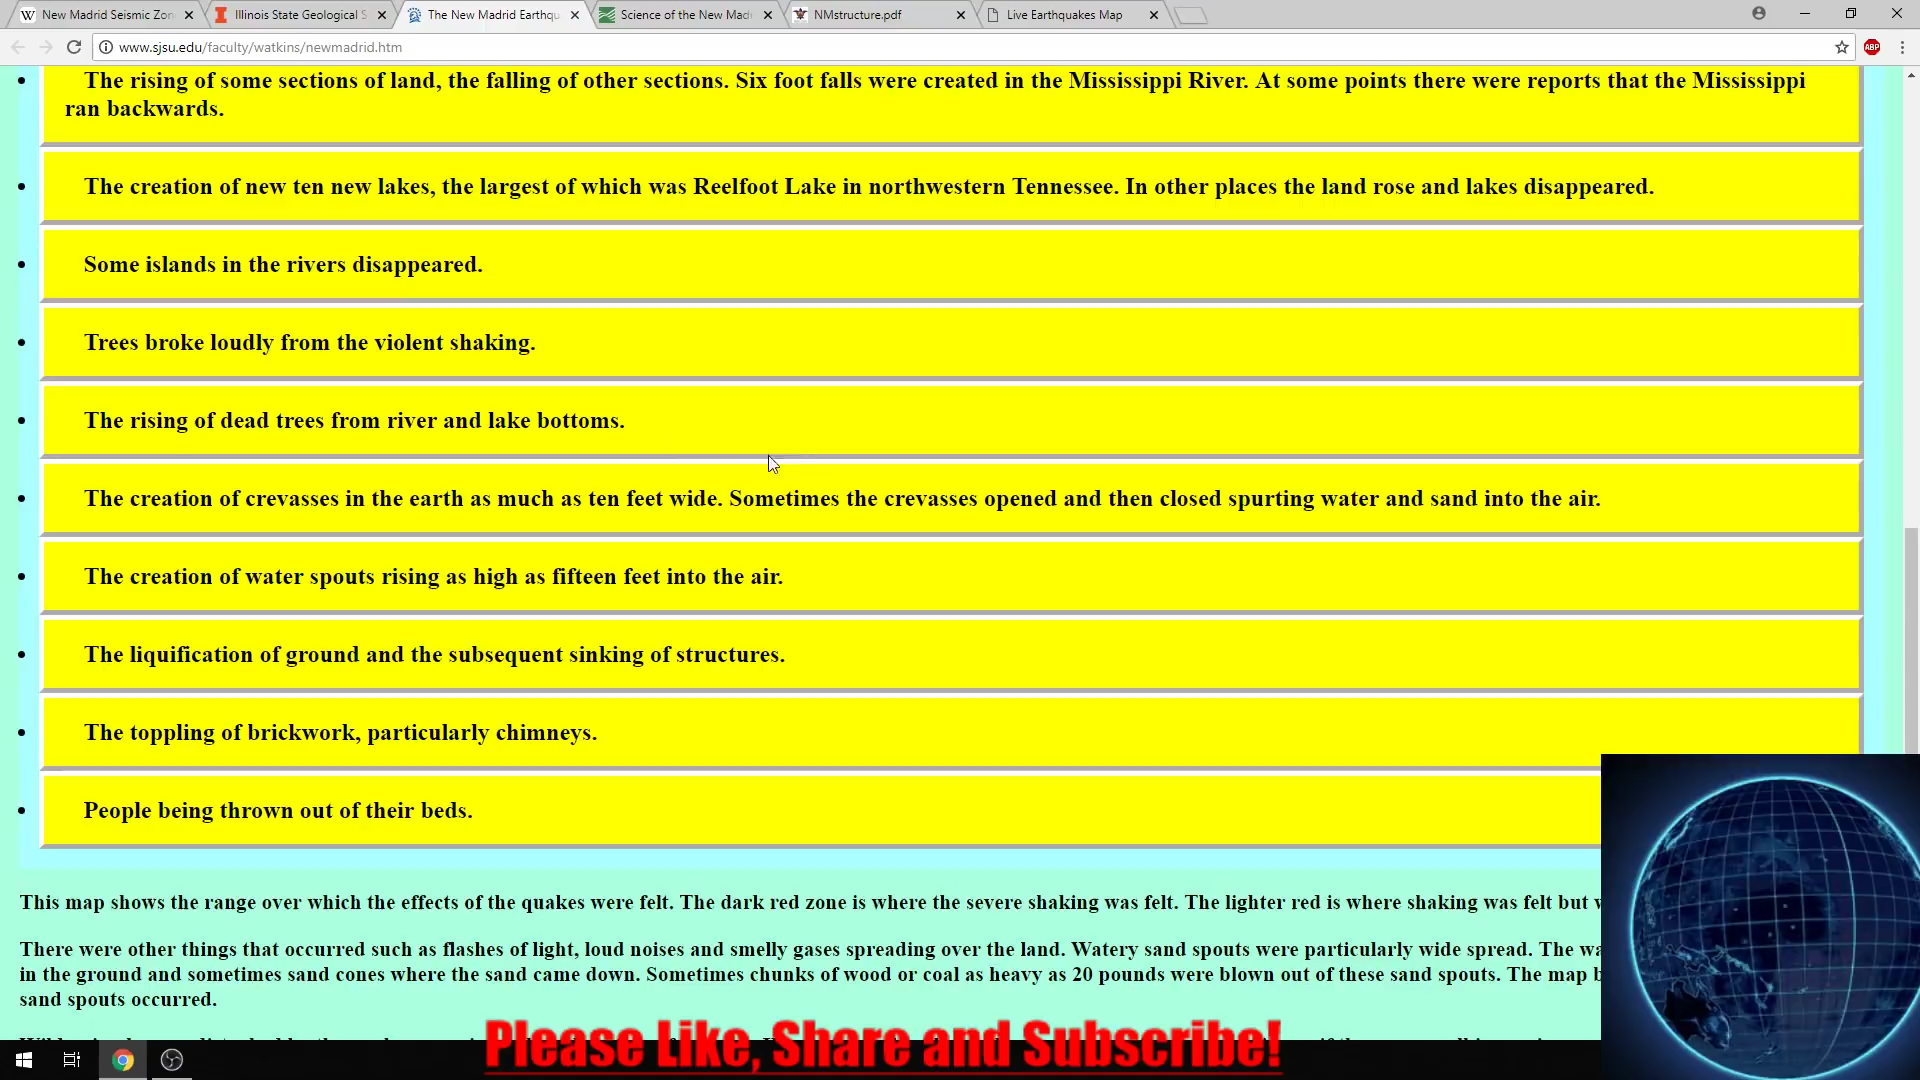 New Madrid Seismic Zon
Illinois State Geological S
The New Madrid Earthqu
Science of the New Mad
NMstructure.pdf
Live Earthquakes Map
www.sjsu.edu/faculty/watkins/newmadrid.htm
ABP
The rising of some sections of land, the falling of other sections. Six foot falls were created in the Mississippi River. At some points there were reports that the Mississippi
ran backwards.
The creation of new ten new lakes, the largest of which was Reelfoot Lake in northwestern Tennessee. In other places the land rose and lakes disappeared.
Some islands in the rivers disappeared.
Trees broke loudly from the violent shaking.
The rising of dead trees from river and lake bottoms.
The creation of crevasses in the earth as much as ten feet wide. Sometimes the crevasses opened and then closed spurting water and sand into the air.
The creation of water spouts rising as high as fifteen feet into the air.
The liquification of ground and the subsequent sinking of structures.
The toppling of brickwork, particularly chimneys.
People being thrown out of their beds.
This map shows the range over which the effects of the quakes were felt. The dark red zone is where the severe shaking was felt. The lighter red is where shaking was felt but
There were other things that occurred such as flashes of light, loud noises and smelly gases spreading over the land. Watery sand spouts were particularly wide spread. The
in the ground and sometimes sand cones where the sand came down. Sometimes chunks of wood or coal as heavy as 20 pounds were blown out of these sand spouts. The map
sand spouts occurred.
Please Like, Share and Subscribe!